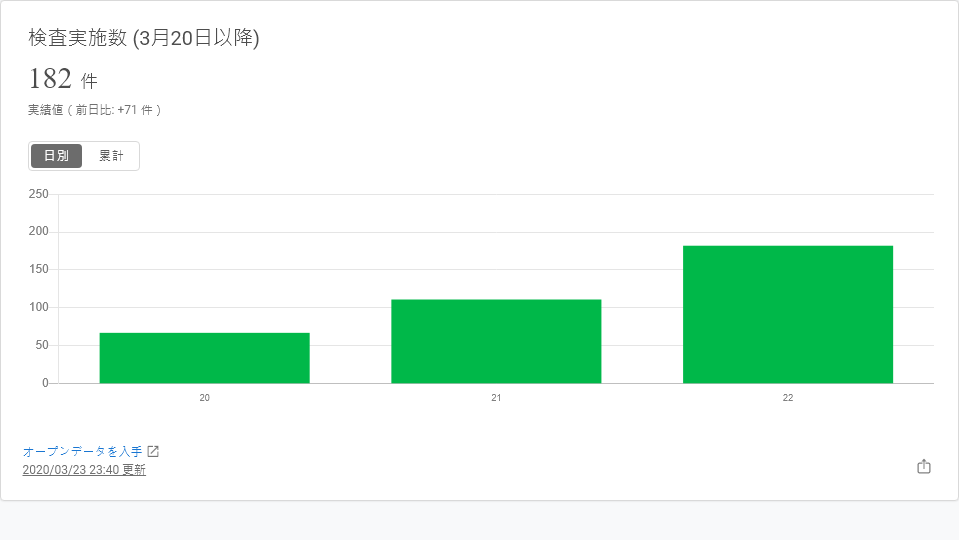 検査実施数 (3月20日以降)
182 件
実績値 ( 前日比: +71 件 )
日別 累計
250
200
150
100
50
0
20 21 22
オープンデータを入手
2020/03/23 23:40 更新